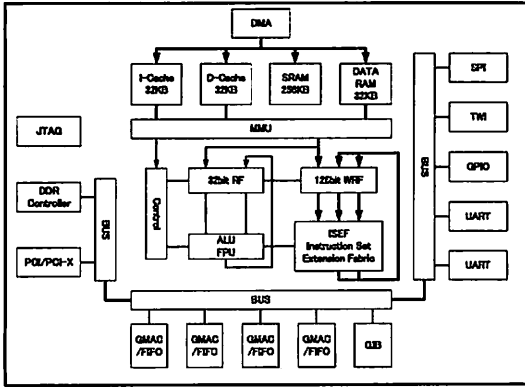 DMA
I-Cache
32KB
D-Cache
32KB
SRAM
256KB
DATA
RAM
32KB
SPI
MMU
JTAG
TWI
Control
32bit RF
128bit WRF
BUS
GPIO
DDR
Controller
BUS
ALU
FPU
ISEF
Instruction Set
Extension Fabric
UART
PCI/PCI-X
UART
BUS
GMAC
/FIFO
GMAC
/FIFO
GMAC
/FIFO
GMAC
/FIFO